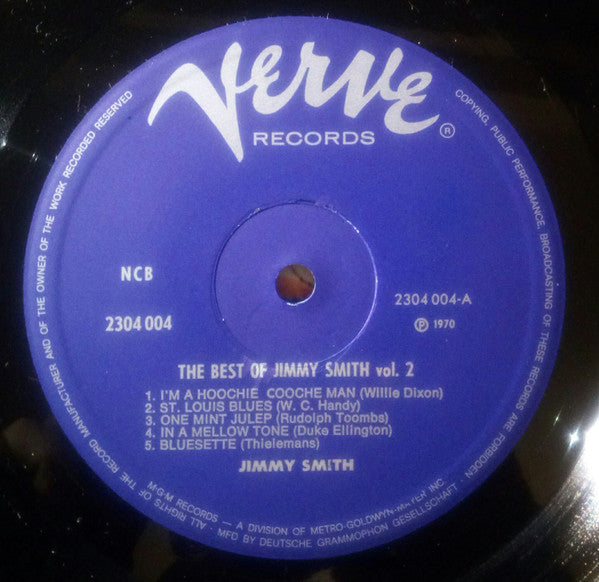 Verve
RECORDS ®
NCB
2304 004
2304 004-A
Ⓟ 1970
THE BEST OF JIMMY SMITH vol. 2
1. I'M A HOOCHIE COOCHE MAN (Willie Dixon)
2. ST. LOUIS BLUES (W. C. Handy)
3. ONE MINT JULEP (Rudolph Toombs)
4. IN A MELLOW TONE (Duke Ellington)
5. BLUESETTE (Thielemans)
JIMMY SMITH
M-G-M RECORDS — A DIVISION OF METRO-GOLDWYN-MAYER INC.
ALL RIGHTS OF THE RECORD MANUFACTURER AND OF THE OWNER OF THE WORK RECORDED RESERVED
COPYING, PUBLIC PERFORMANCE, BROADCASTING OF THESE RECORDS ARE FORBIDDEN
MFD BY DEUTSCHE GRAMMOPHON GESELLSCHAFT